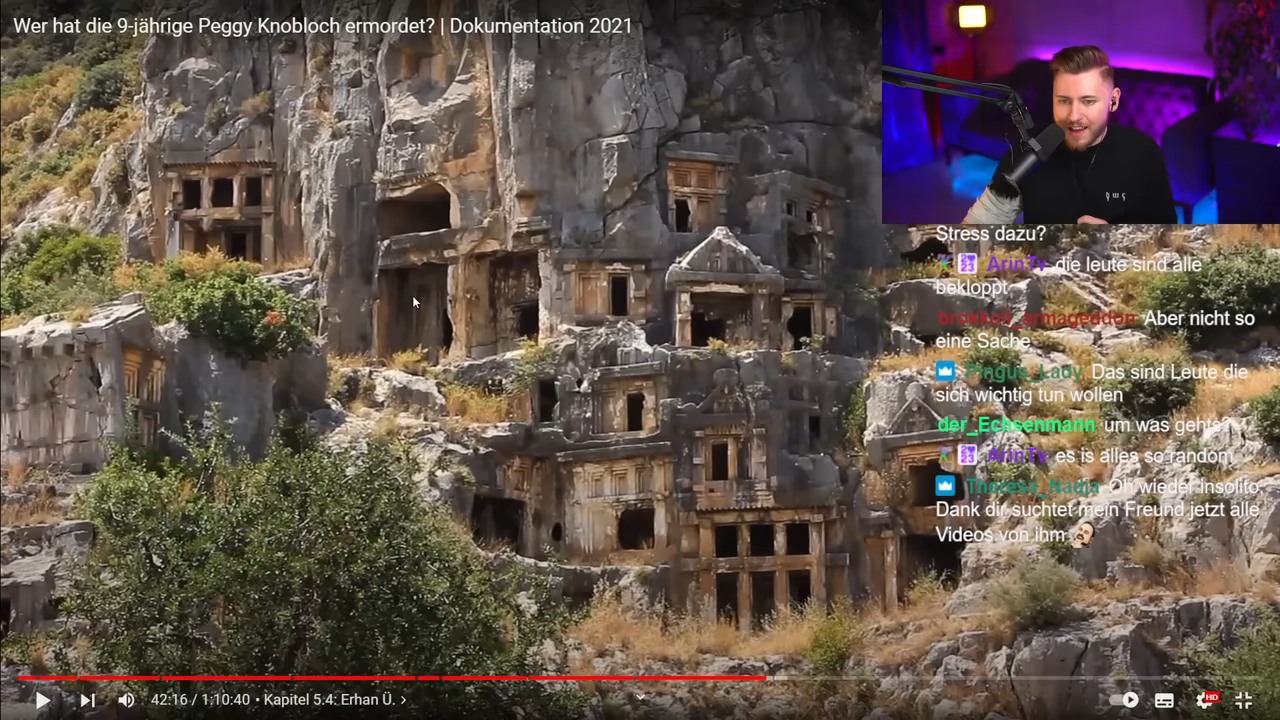 Wer hat die 9-jährige Peggy Knobloch ermordet? | Dokumentation 2021
Stress dazu?
ArinTv die leute sind alle
bekloppt
brokkoli_armageddon Aber nicht so
eine Sache
Pingus_Lady Das sind Leute die
sich wichtig tun wollen
der_Echsenmann um was gehts?
ArinTv es is alles so random
Theresa_Nadja Oh wieder Insolito.
Dank dir suchtet mein Freund jetzt alle
Videos von ihm
42:16 / 1:10:40 • Kapitel 5.4: Erhan Ü. >
HD